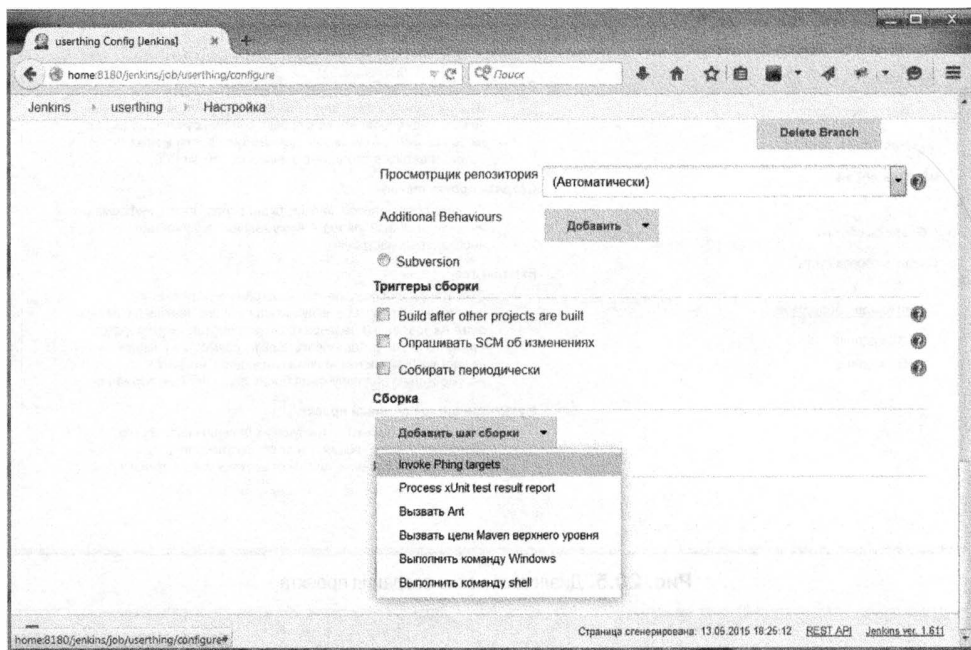 userthing Config [Jenkins]
home:8180/jenkins/job/userthing/configure
Поиск
Jenkins userthing Настройка
Delete Branch
Просмотрщик репозитория (Автоматически)
Additional Behaviours Добавить
Subversion
Триггеры сборки
Build after other projects are built
Опрашивать SCM об изменениях
Собирать периодически
Сборка
Добавить шаг сборки
Invoke Phing targets
Process xUnit test result report
Вызвать Ant
Вызвать цели Maven верхнего уровня
Выполнить команду Windows
Выполнить команду shell
Страница сгенерирована: 13.05.2015 18:25:12 REST API Jenkins ver. 1.611
home:8180/jenkins/job/userthing/configure#